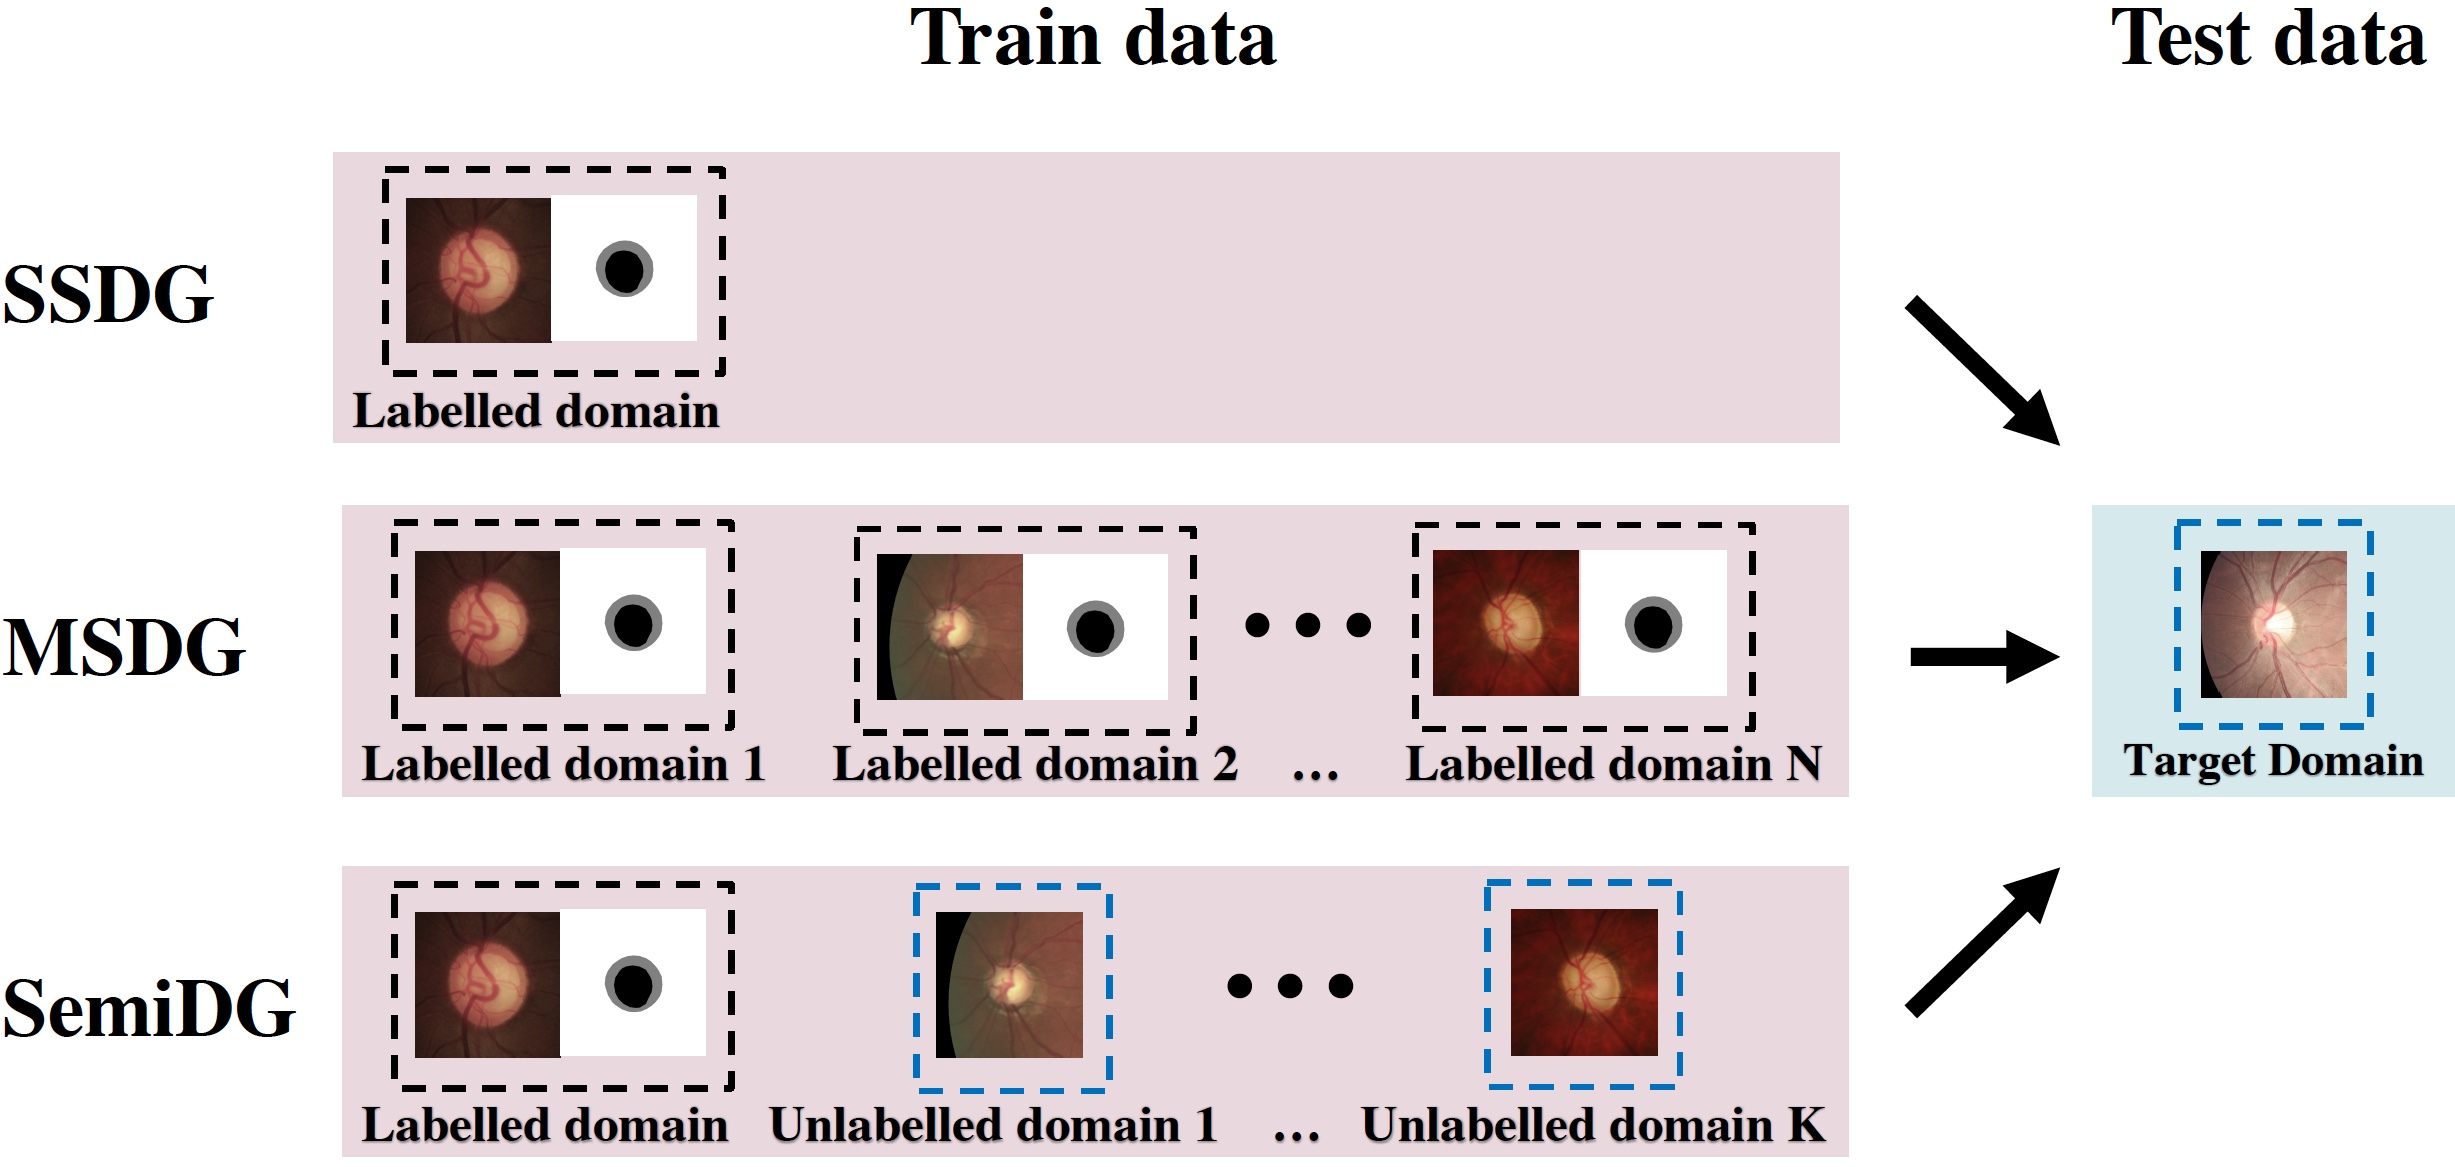 Train data
Test data
SSDG
Labelled domain
MSDG
Labelled domain 1
Labelled domain 2
...
Labelled domain N
Target Domain
SemiDG
Labelled domain
Unlabelled domain 1
...
Unlabelled domain K